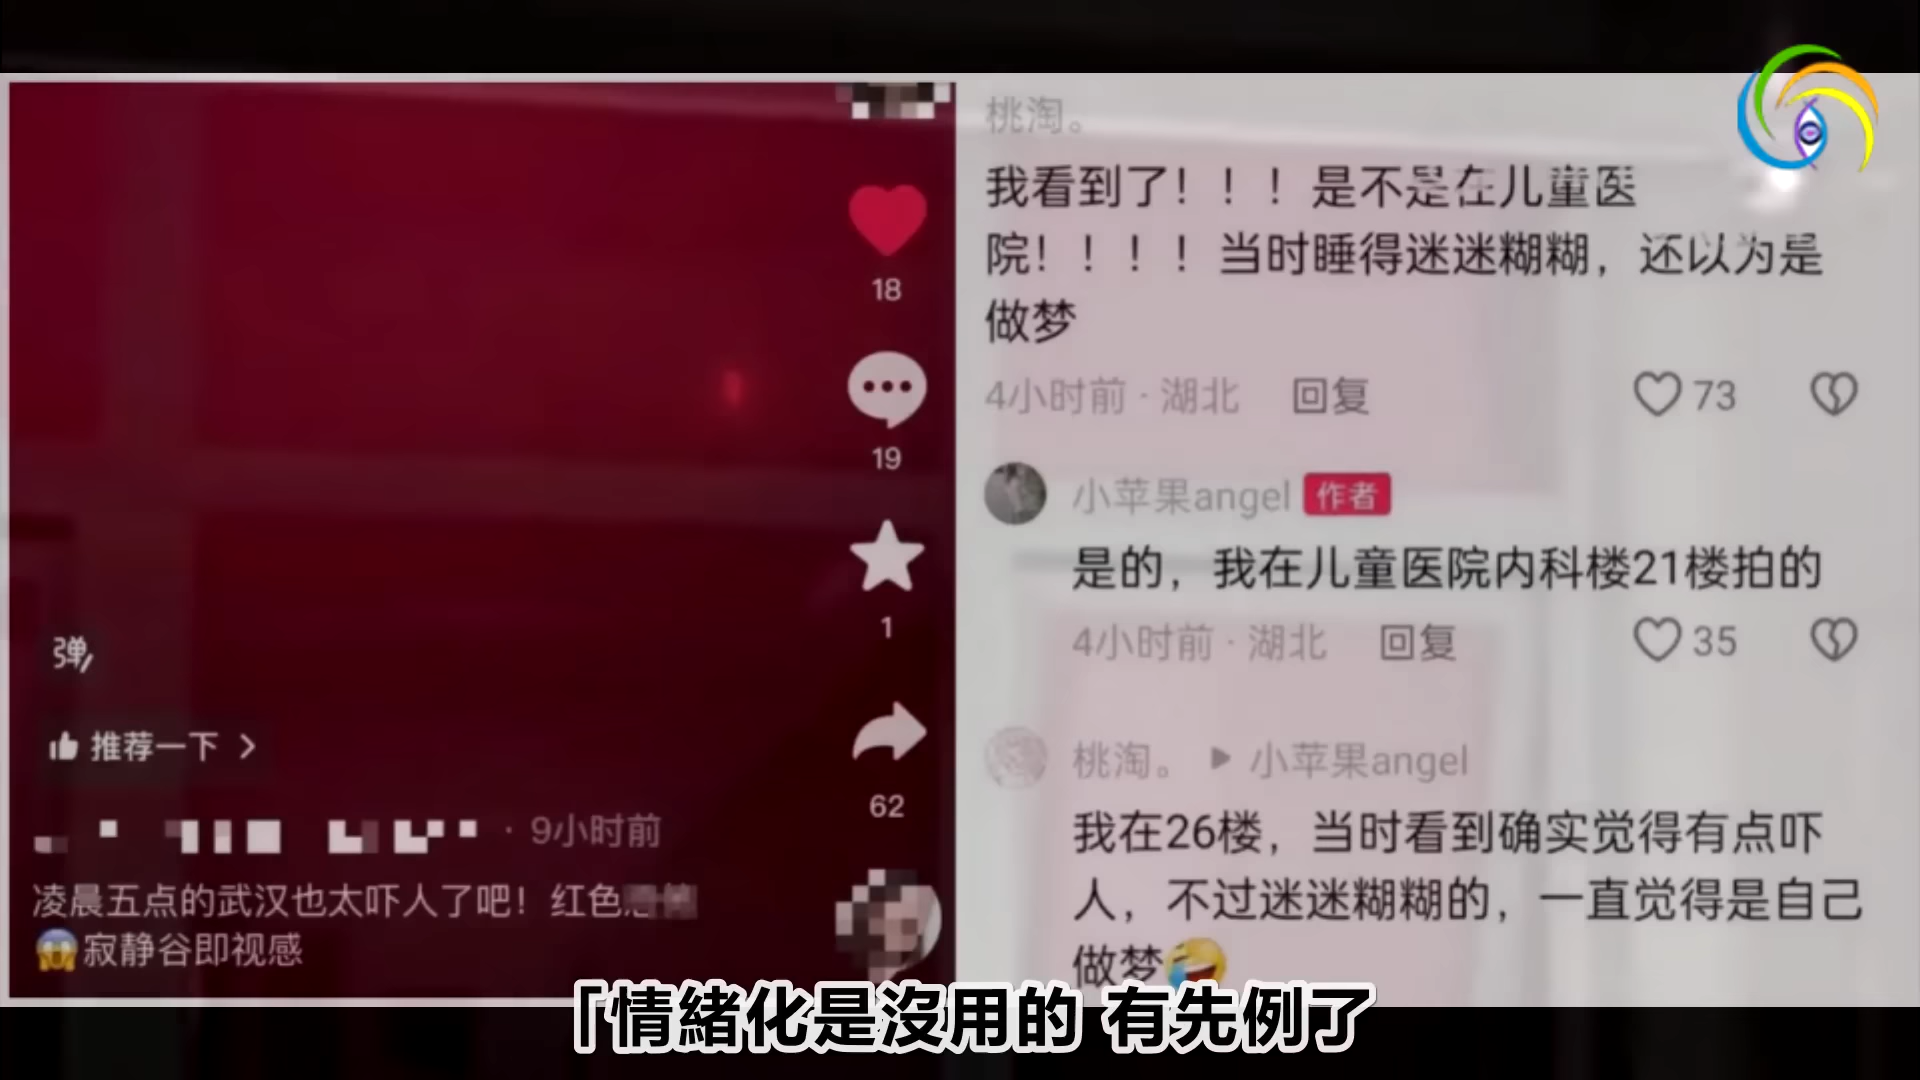 18
19
1
62
弹
推荐一下
· 9小时前
凌晨五点的武汉也太吓人了吧！红色
寂静谷即视感
桃淘。
我看到了！！！是不是在儿童医
院！！！！当时睡得迷迷糊糊，还以为是
做梦
4小时前 · 湖北 回复 73
小苹果angel 作者
是的，我在儿童医院内科楼21楼拍的
4小时前 · 湖北 回复 35
桃淘。 ▶ 小苹果angel
我在26楼，当时看到确实觉得有点吓
人，不过迷迷糊糊的，一直觉得是自己
做梦
「情緒化是沒用的 有先例了